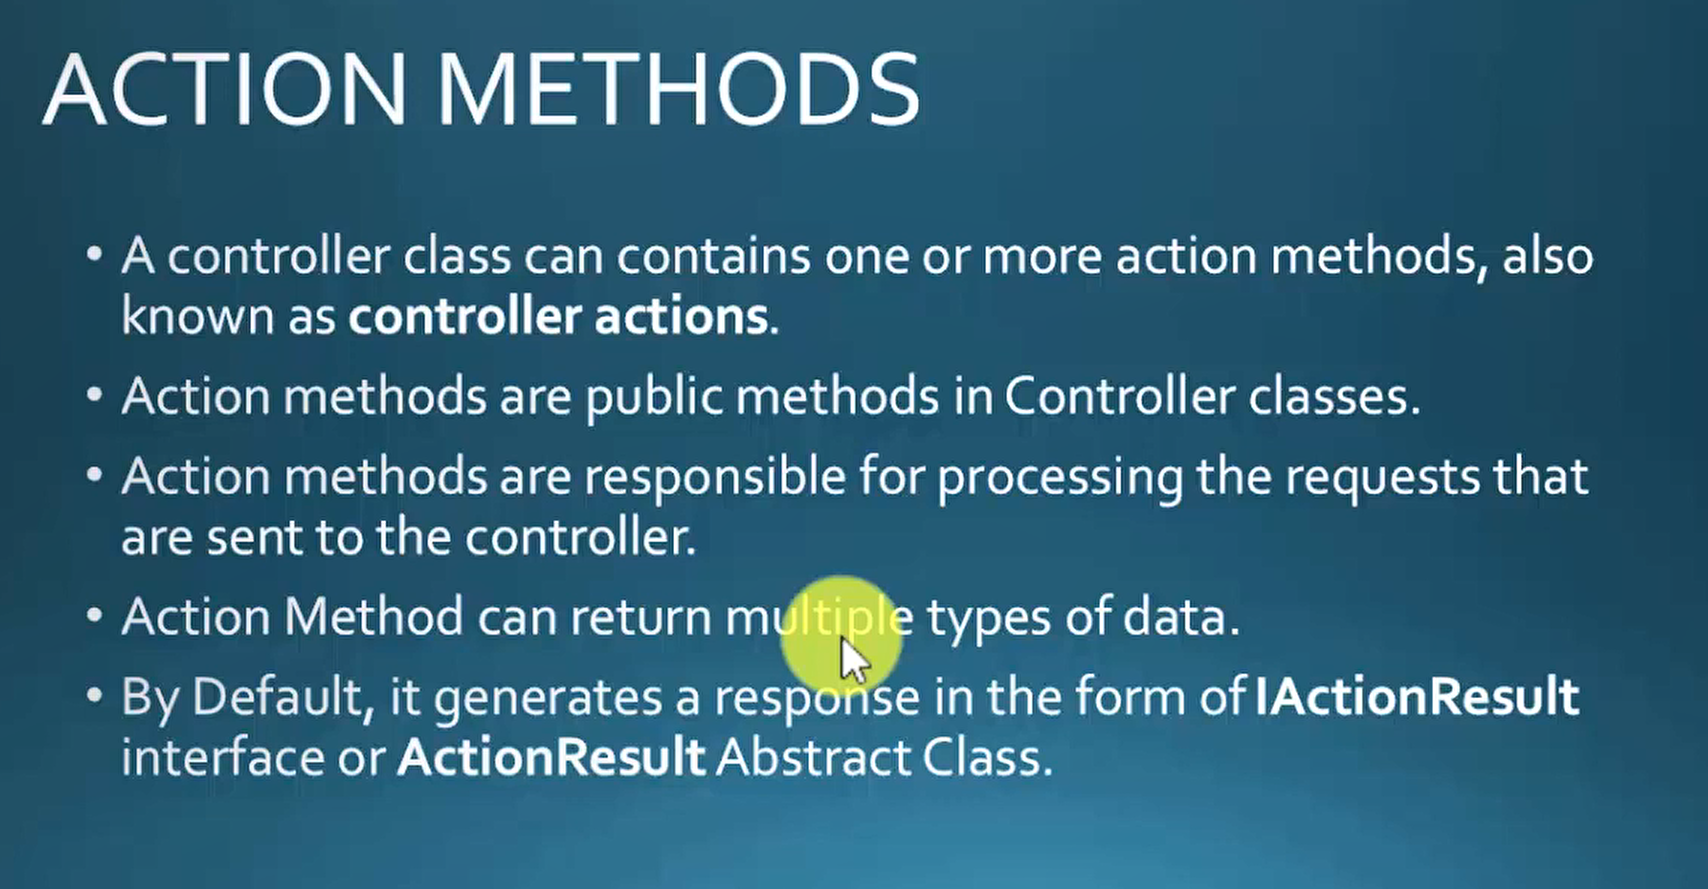 ACTION METHODS
• A controller class can contains one or more action methods, also
known as controller actions.
• Action methods are public methods in Controller classes.
• Action methods are responsible for processing the requests that
are sent to the controller.
• Action Method can return multiple types of data.
• By Default, it generates a response in the form of IActionResult
interface or ActionResult Abstract Class.